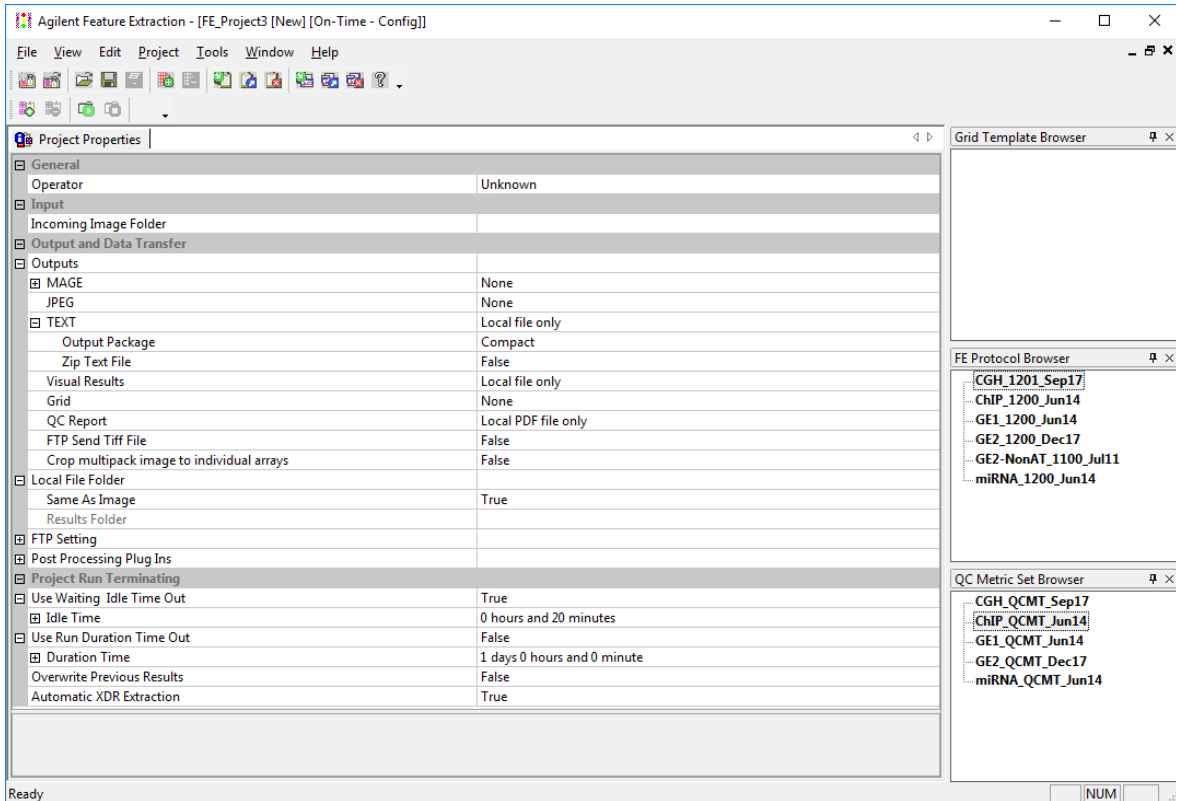 Agilent Feature Extraction - [FE_Project3 [New] [On-Time - Config]]
File View Edit Project Tools Window Help
Project Properties
General
Operator Unknown
Input
Incoming Image Folder
Output and Data Transfer
Outputs
MAGE None
JPEG None
TEXT Local file only
Output Package Compact
Zip Text File False
Visual Results Local file only
Grid None
QC Report Local PDF file only
FTP Send Tiff File False
Crop multipack image to individual arrays False
Local File Folder
Same As Image True
Results Folder
FTP Setting
Post Processing Plug Ins
Project Run Terminating
Use Waiting Idle Time Out True
Idle Time 0 hours and 20 minutes
Use Run Duration Time Out False
Duration Time 1 days 0 hours and 0 minute
Overwrite Previous Results False
Automatic XDR Extraction True
Grid Template Browser
FE Protocol Browser
CGH_1201_Sep17
ChIP_1200_Jun14
GE1_1200_Jun14
GE2_1200_Dec17
GE2-NonAT_1100_Jul11
miRNA_1200_Jun14
QC Metric Set Browser
CGH_QCMT_Sep17
ChIP_QCMT_Jun14
GE1_QCMT_Jun14
GE2_QCMT_Dec17
miRNA_QCMT_Jun14
Ready NUM